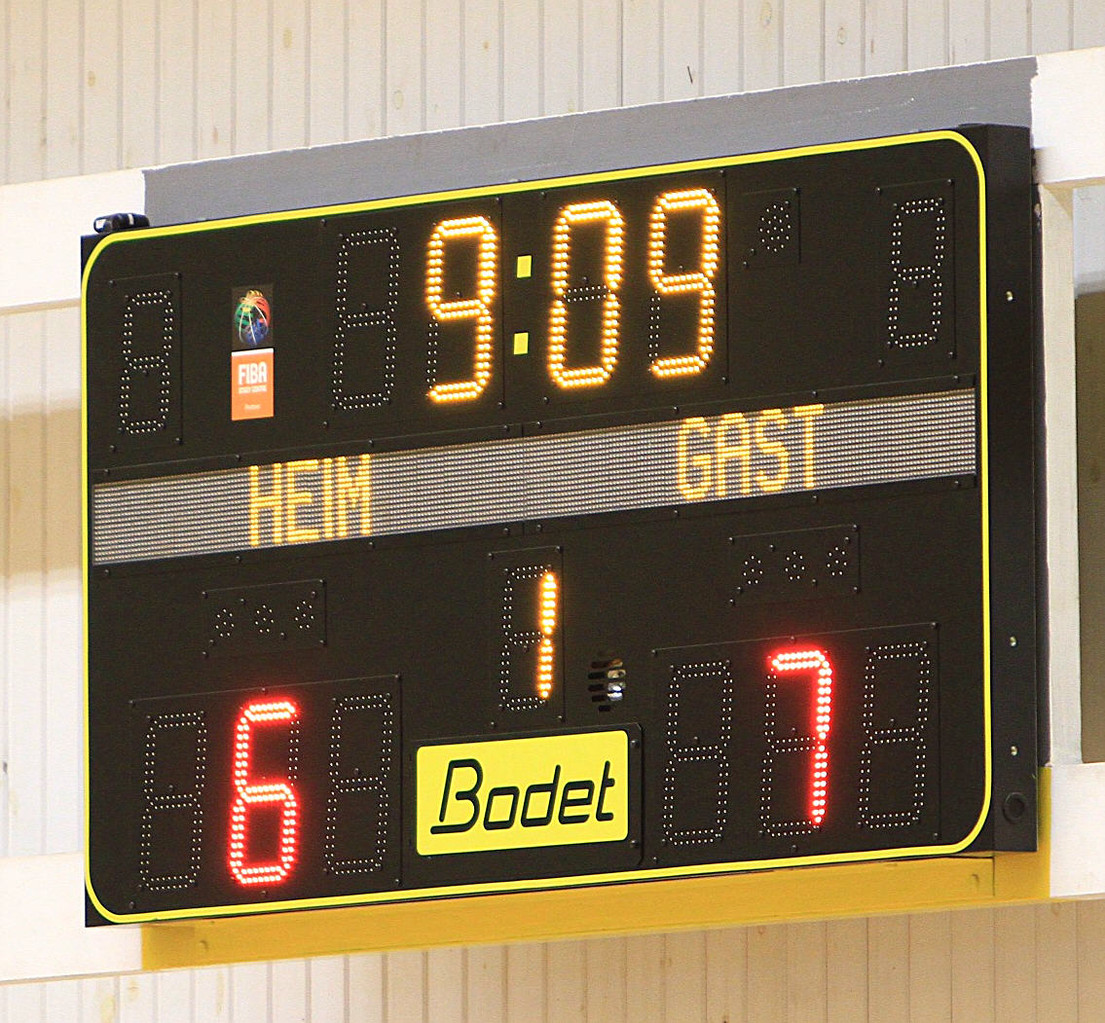 9:09
FIBA
HEIM GAST
1
6 7
Bodet